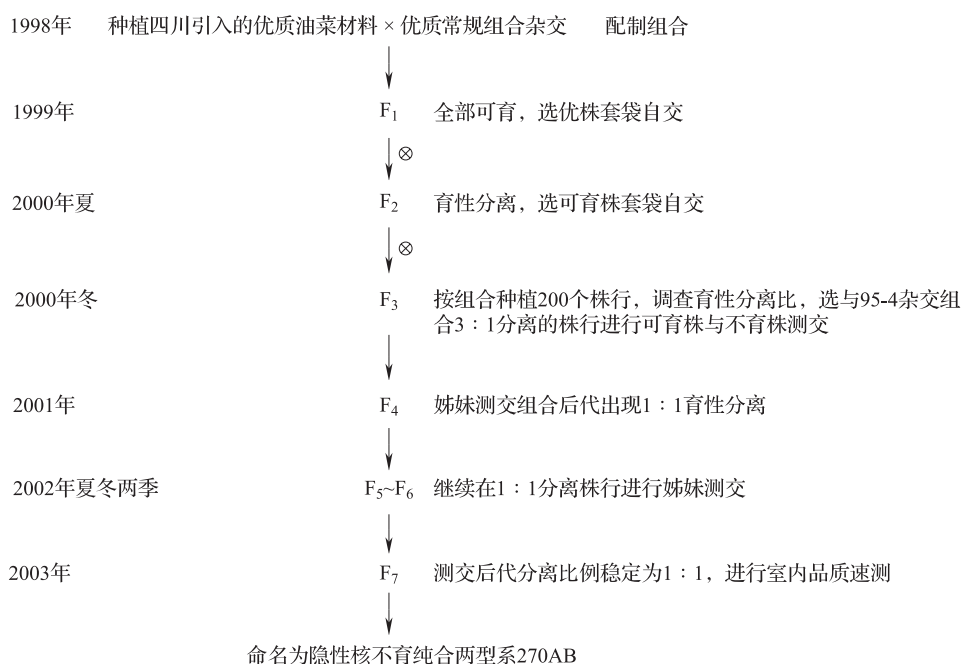 1998年 种植四川引入的优质油菜材料 × 优质常规组合杂交 配制组合
1999年 F₁ 全部可育，选优株套袋自交
⊗
2000年夏 F₂ 育性分离，选可育株套袋自交
⊗
2000年冬 F₃ 按组合种植200个株行，调查育性分离比，选与95-4杂交组
合3：1分离的株行进行可育株与不育株测交
2001年 F₄ 姊妹测交组合后代出现1：1育性分离
2002年夏冬两季 F₅~F₆ 继续在1：1分离株行进行姊妹测交
2003年 F₇ 测交后代分离比例稳定为1：1，进行室内品质速测
命名为隐性核不育纯合两型系270AB